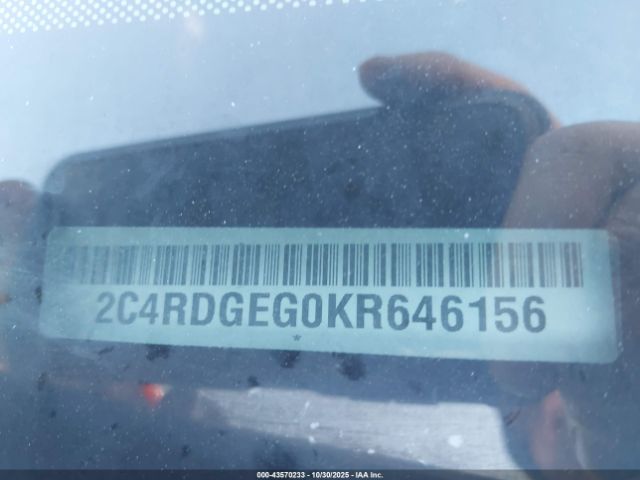 2C4RDGEG0KR646156
*
000-43570233 - 10/30/2025 - IAA Inc.